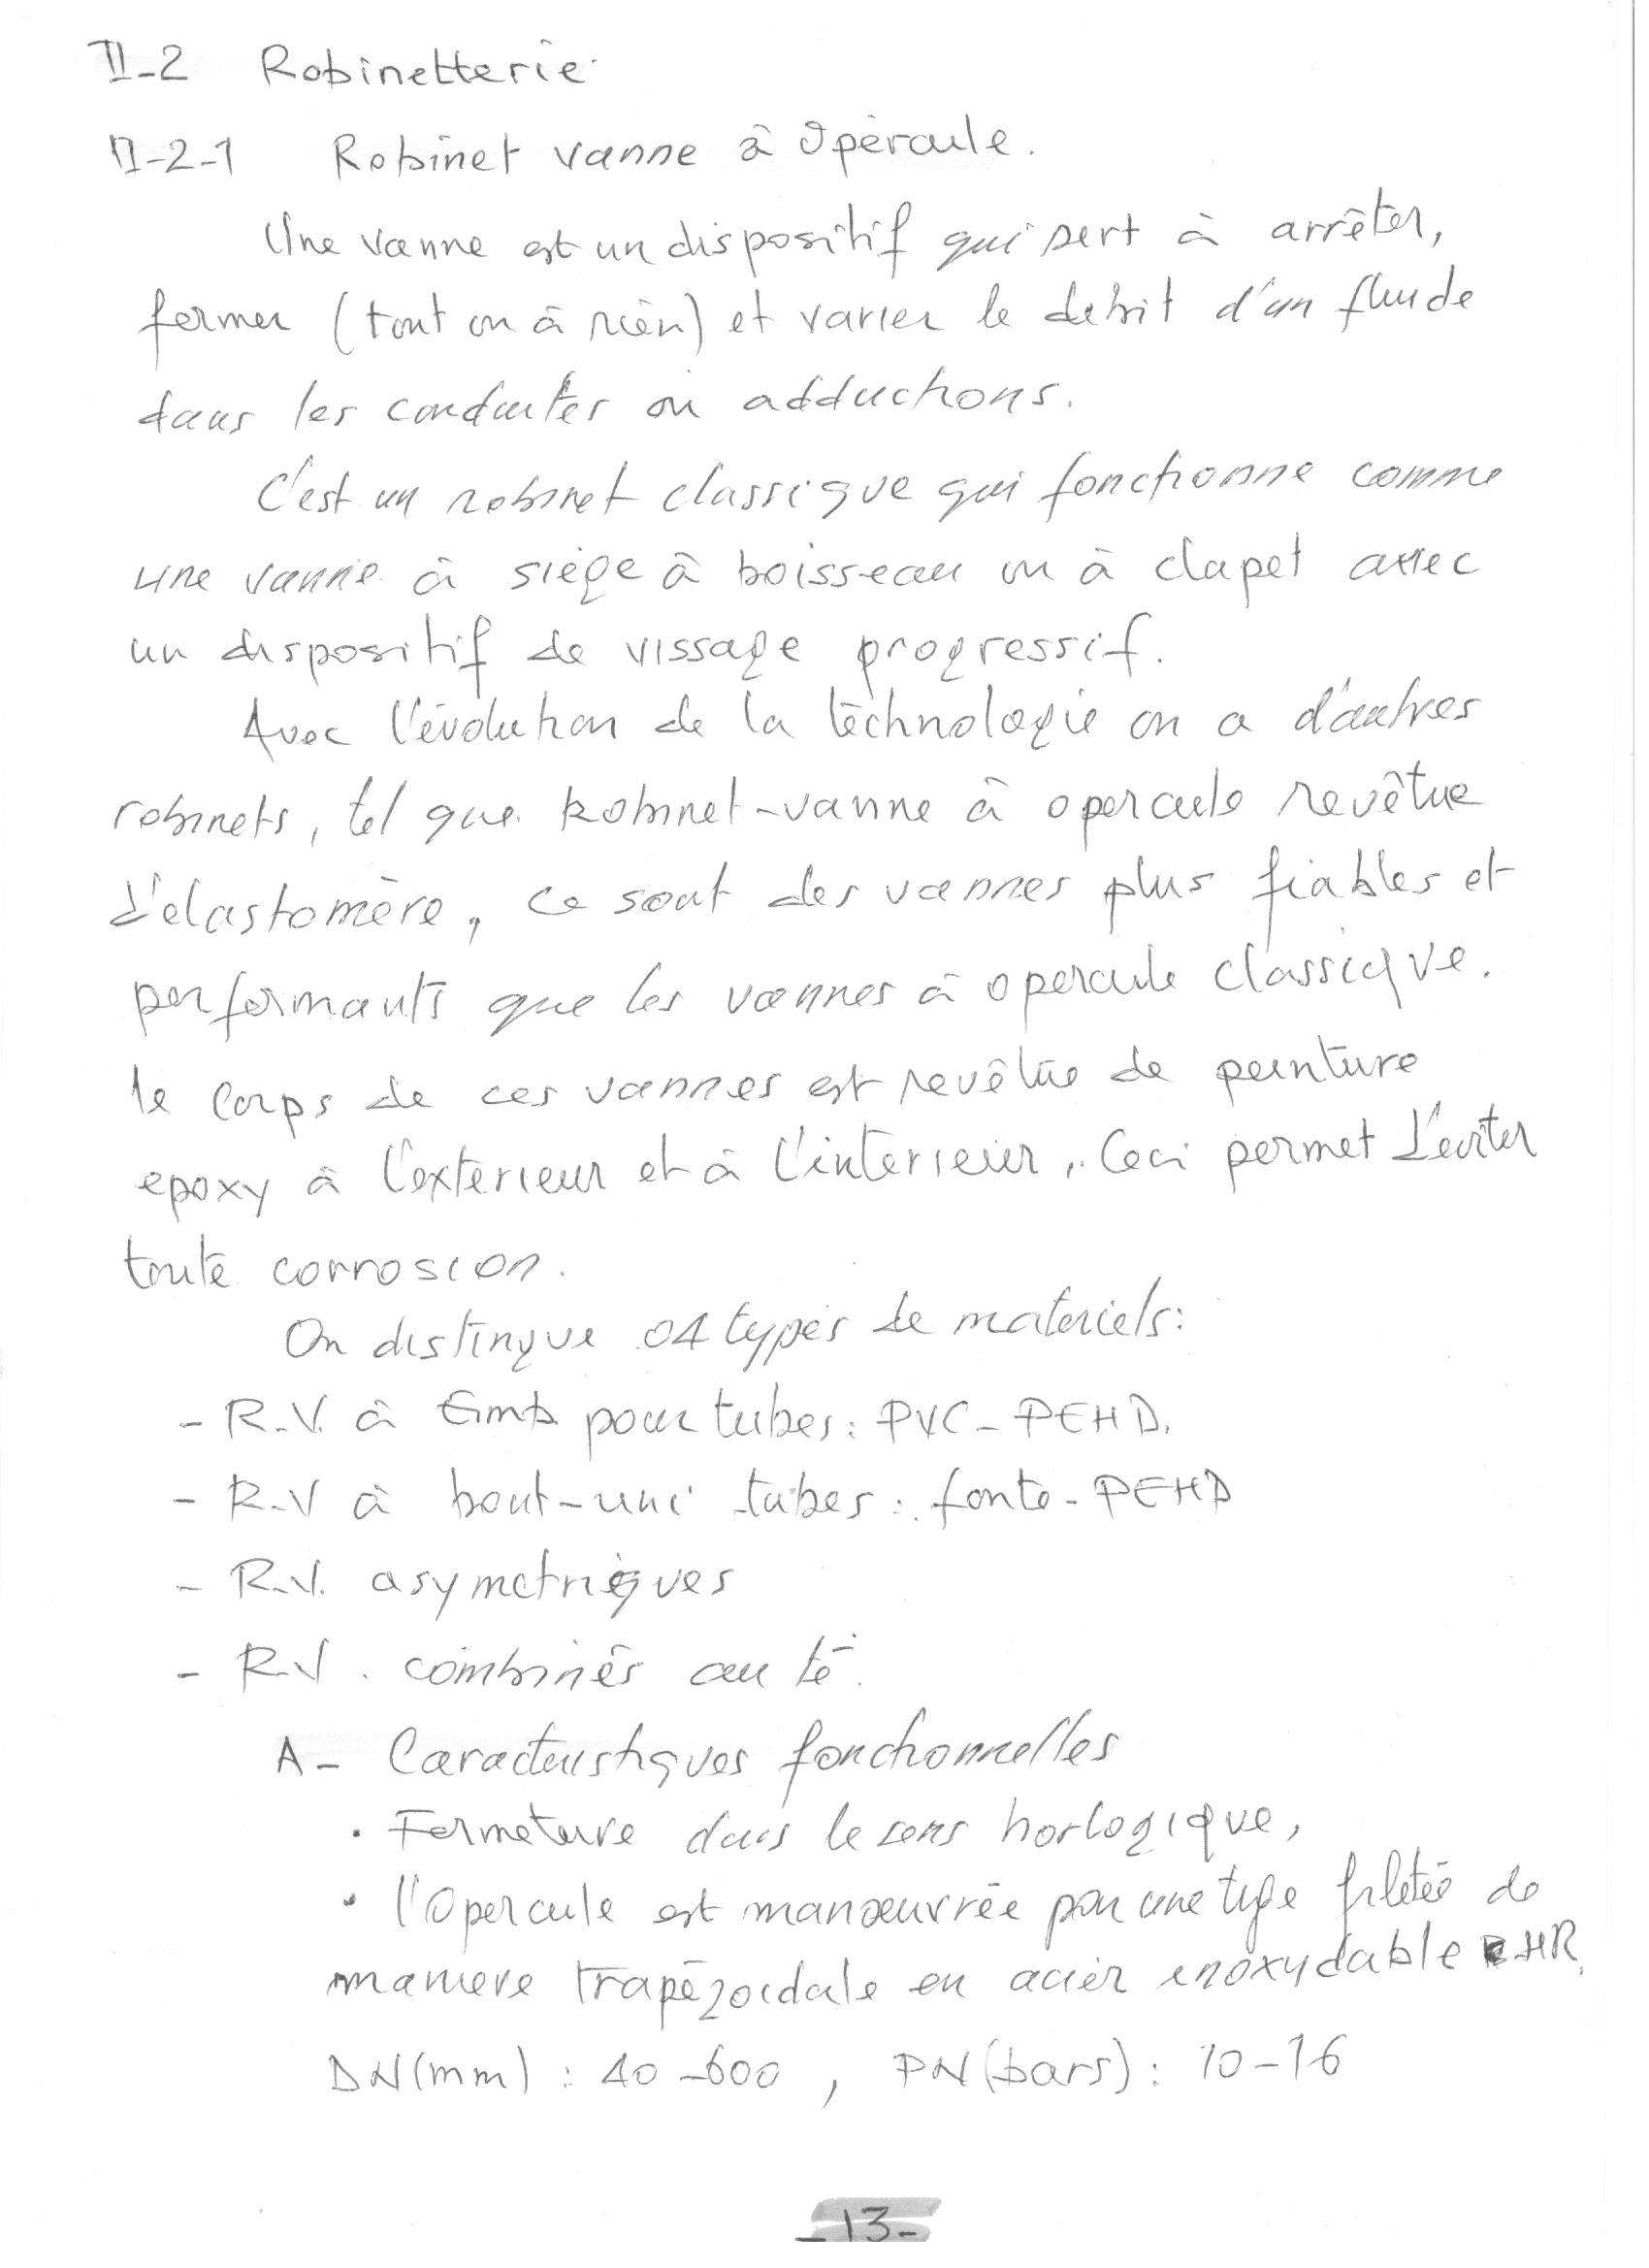 II-2 Robinetterie
II-2-1 Robinet vanne à Opèrcule.
Une vanne est un dispositif qui sert à arrêter,
fermer (tout ou à rien) et varier le debit d'un fluide
dans les conduites ou adductions.
C'est un robinet classique qui fonctionne comme
une vanne à siège à boisseau ou à clapet avec
un dispositif de vissage progressif.
Avec l'évolution de la technologie on a d'autres
robinets, tel que Robinet-vanne à opercule revêtue
d'elastomère, ce sont des vannes plus fiables et
performants que les vannes à opercule classique.
le corps de ces vannes est revêtue de peinture
epoxy à l'exterieur et à l'interieur, Ceci permet d'eviter
toute corrosion.
On distingue 04 types de materiels:
- R.V. à pour tubes: PVC - PEHD.
- R.V à bout-uni tubes: fonte - PEHD
- R.V. asymetriques
- R.V. combinés au té.
A - Caracteristiques fonctionnelles
• Fermeture dans le sens horlogique,
• l'Opercule est manœuvrée par une tige filetée de
maniere trapézoidale en acier inoxydable HR.
DN(mm) : 40-600, PN(bars) : 10-16
-13-